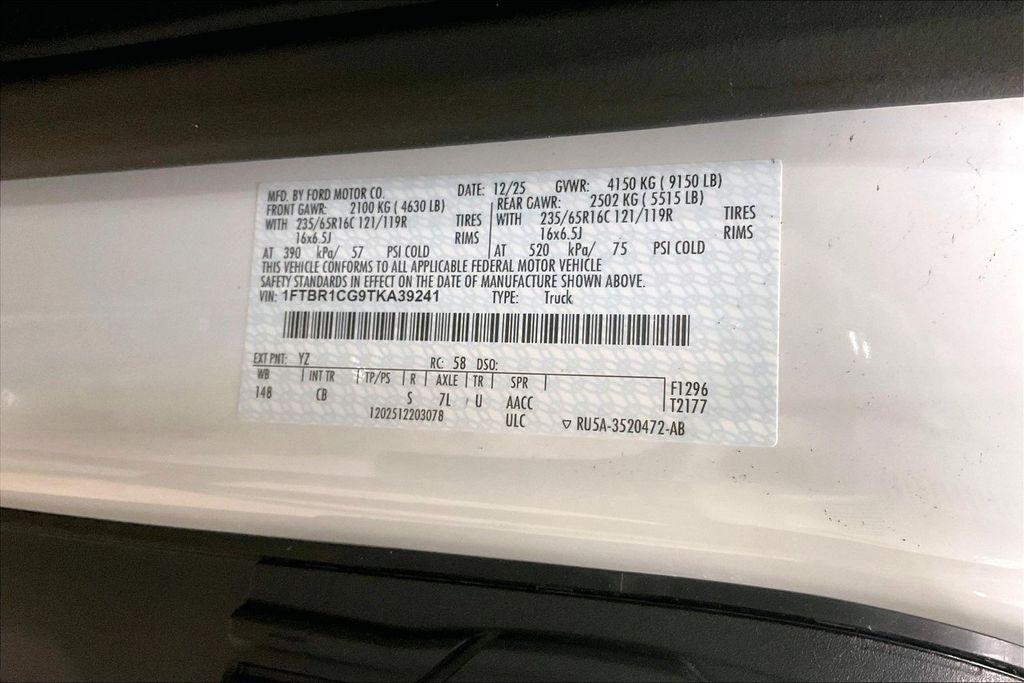 MFD. BY FORD MOTOR CO. DATE: 12/25 GVWR: 4150 KG ( 9150 LB)
FRONT GAWR: 2100 KG ( 4630 LB) REAR GAWR: 2502 KG ( 5515 LB)
WITH 235/65R16C 121/119R TIRES WITH 235/65R16C 121/119R TIRES
16x6.5J RIMS 16x6.5J RIMS
AT 390 kPa/ 57 PSI COLD AT 520 kPa/ 75 PSI COLD
THIS VEHICLE CONFORMS TO ALL APPLICABLE FEDERAL MOTOR VEHICLE
SAFETY STANDARDS IN EFFECT ON THE DATE OF MANUFACTURE SHOWN ABOVE.
VIN: 1FTBR1CG9TKA39241 TYPE: Truck
EXT PNT: YZ RC: 58 DSO:
WB INT TR TP/PS R AXLE TR SPR F1296
148 CB S 7L U AACC T2177
1202512203078 ULC ▽ RU5A-3520472-AB